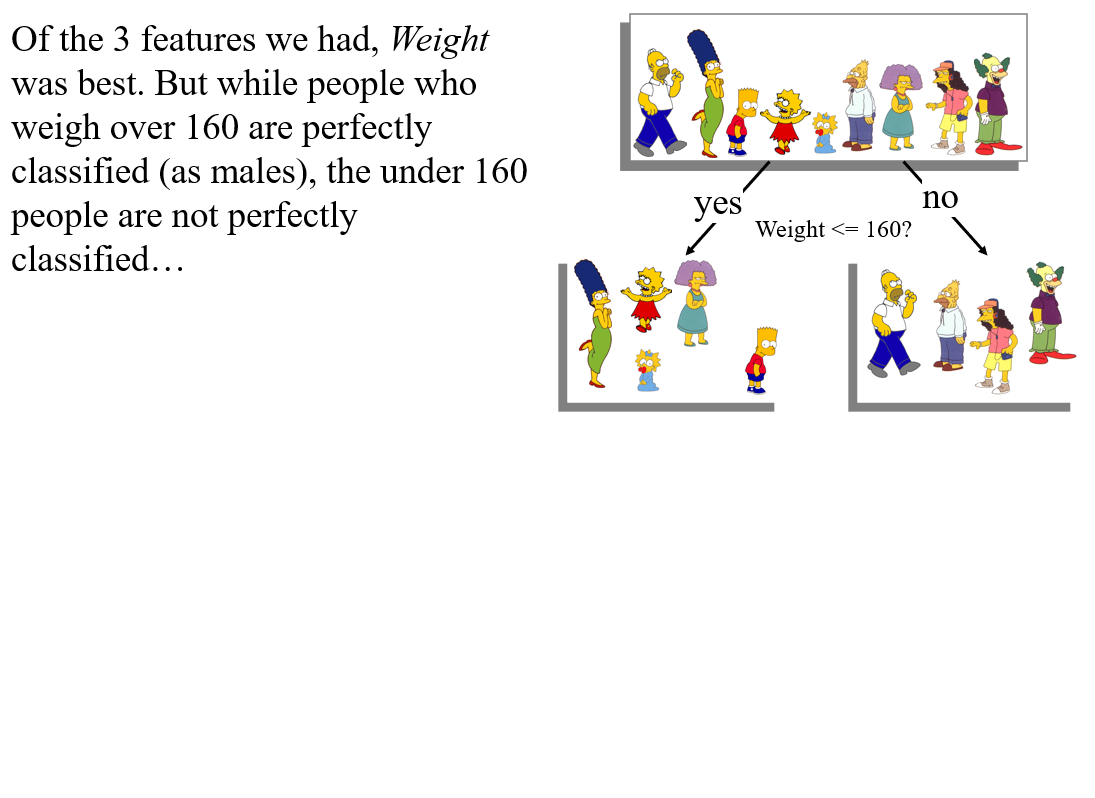 Of the 3 features we had, Weight
was best. But while people who
weigh over 160 are perfectly
classified (as males), the under 160
people are not perfectly
classified…
yes
no
Weight <= 160?